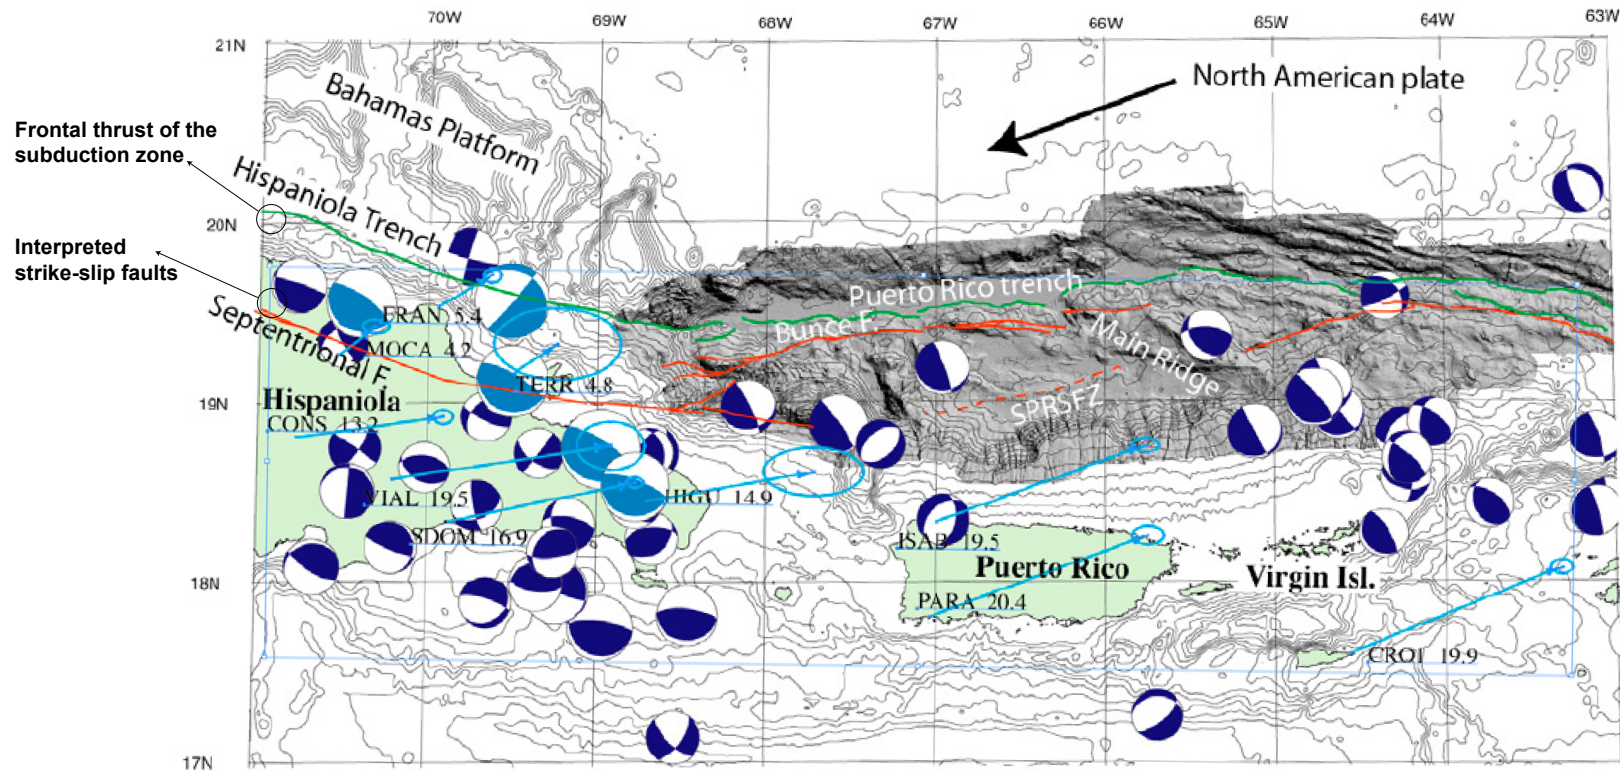 70W
69W
68W
67W
66W
65W
64W
63W
21N
North American plate
Bahamas Platform
Frontal thrust of the
subduction zone
Hispaniola Trench
20N
Interpreted
strike-slip faults
Puerto Rico trench
Septentrional F.
FRAN 5.4
Bunce F.
MOCA 4.2
Main Ridge
TERR 4.8
19N
Hispaniola
SPRSFZ
CONS 13.2
VIAL 19.5
HIGU 14.9
SDOM 16.9
ISAB 19.5
Puerto Rico
Virgin Isl.
18N
PARA 20.4
CRO1 19.9
17N